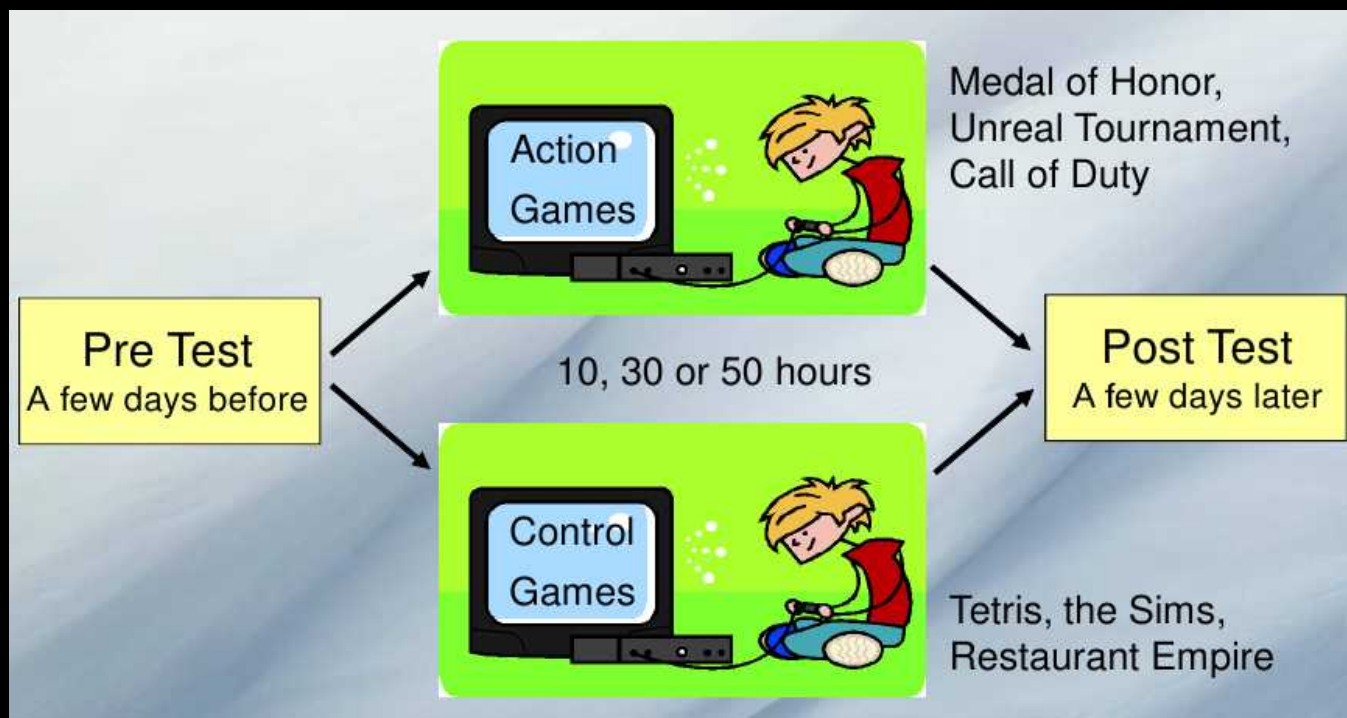 Pre Test
A few days before
Action
Games
Medal of Honor,
Unreal Tournament,
Call of Duty
10, 30 or 50 hours
Control
Games
Tetris, the Sims,
Restaurant Empire
Post Test
A few days later